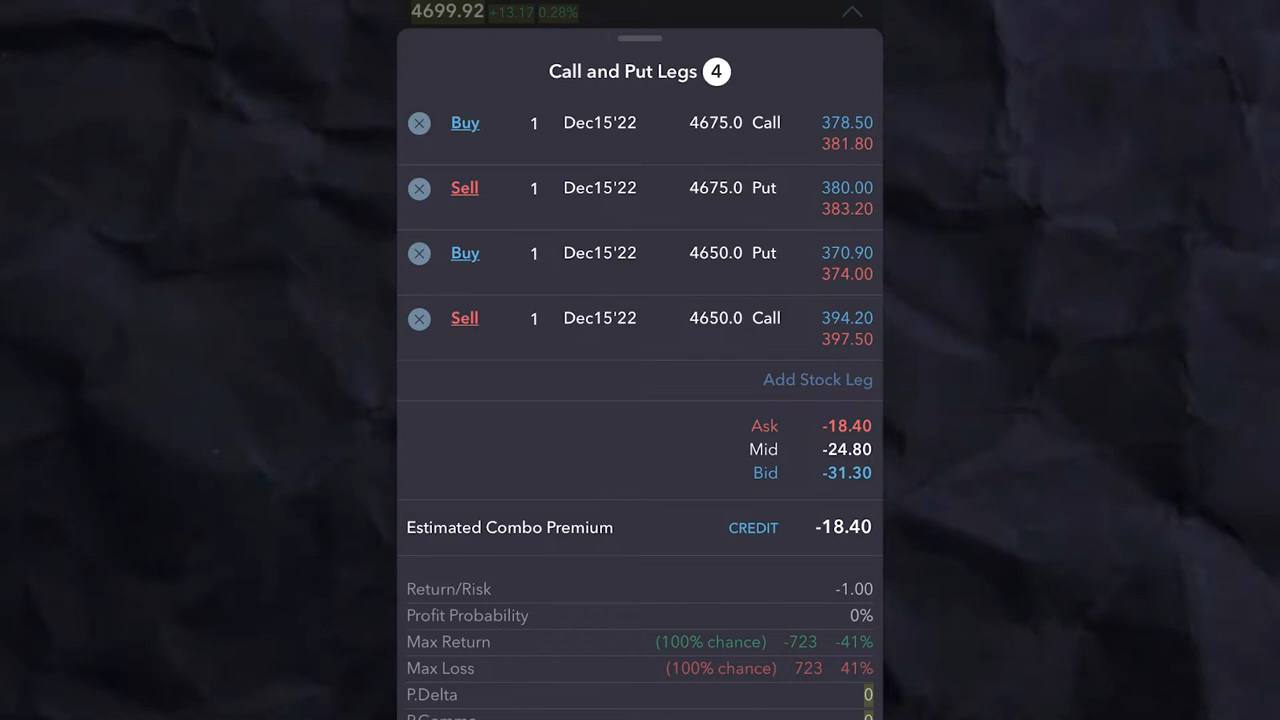 4699.92 +13.17 0.28%
Call and Put Legs 4
Buy 1 Dec15'22 4675.0 Call 378.50
381.80
Sell 1 Dec15'22 4675.0 Put 380.00
383.20
Buy 1 Dec15'22 4650.0 Put 370.90
374.00
Sell 1 Dec15'22 4650.0 Call 394.20
397.50
Add Stock Leg
Ask -18.40
Mid -24.80
Bid -31.30
Estimated Combo Premium CREDIT -18.40
Return/Risk -1.00
Profit Probability 0%
Max Return (100% chance) -723 -41%
Max Loss (100% chance) 723 41%
P.Delta 0